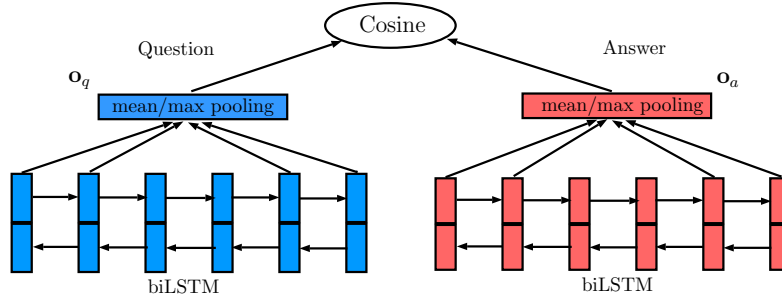 Cosine
Question
Answer
o_q
o_a
mean/max pooling
mean/max pooling
biLSTM
biLSTM